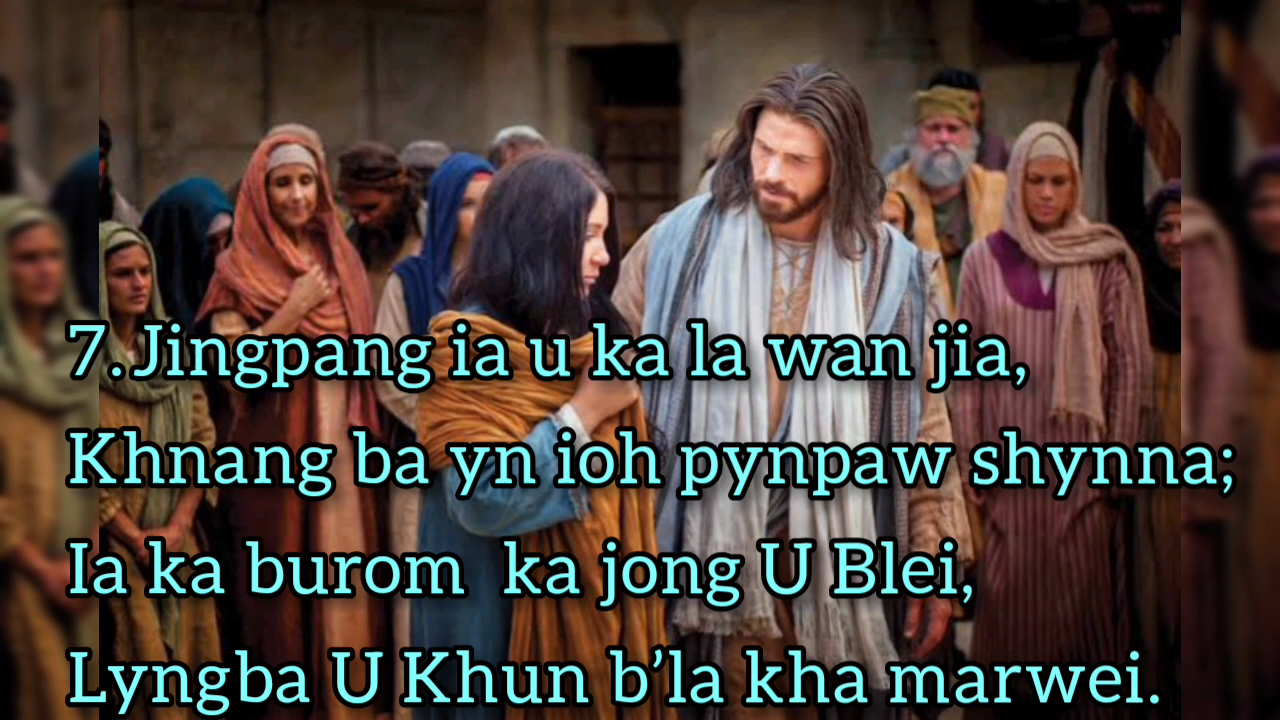 7.Jingpang ia u ka la wan jia,
Khnang ba yn ioh pynpaw shynna;
Ia ka burom ka jong U Blei,
Lyngba U Khun b’la kha marwei.